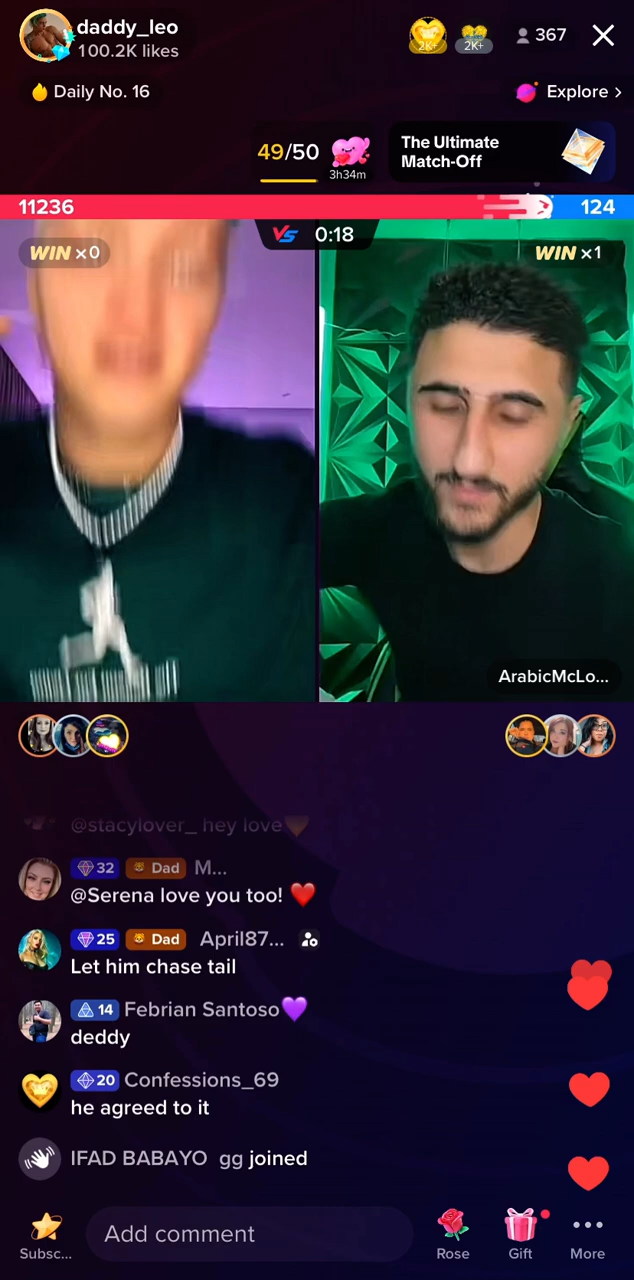 daddy_leo
100.2K likes
2K+
2K+
367
Daily No. 16
Explore
49/50
3h34m
The Ultimate
Match-Off
11236
124
VS 0:18
WIN x0
WIN x1
ArabicMcLo...
@stacylover_ hey love
32 Dad M...
@Serena love you too!
25 Dad April87...
Let him chase tail
14 Febrian Santoso
deddy
20 Confessions_69
he agreed to it
IFAD BABAYO gg joined
Add comment
Subsc...
Rose
Gift
More